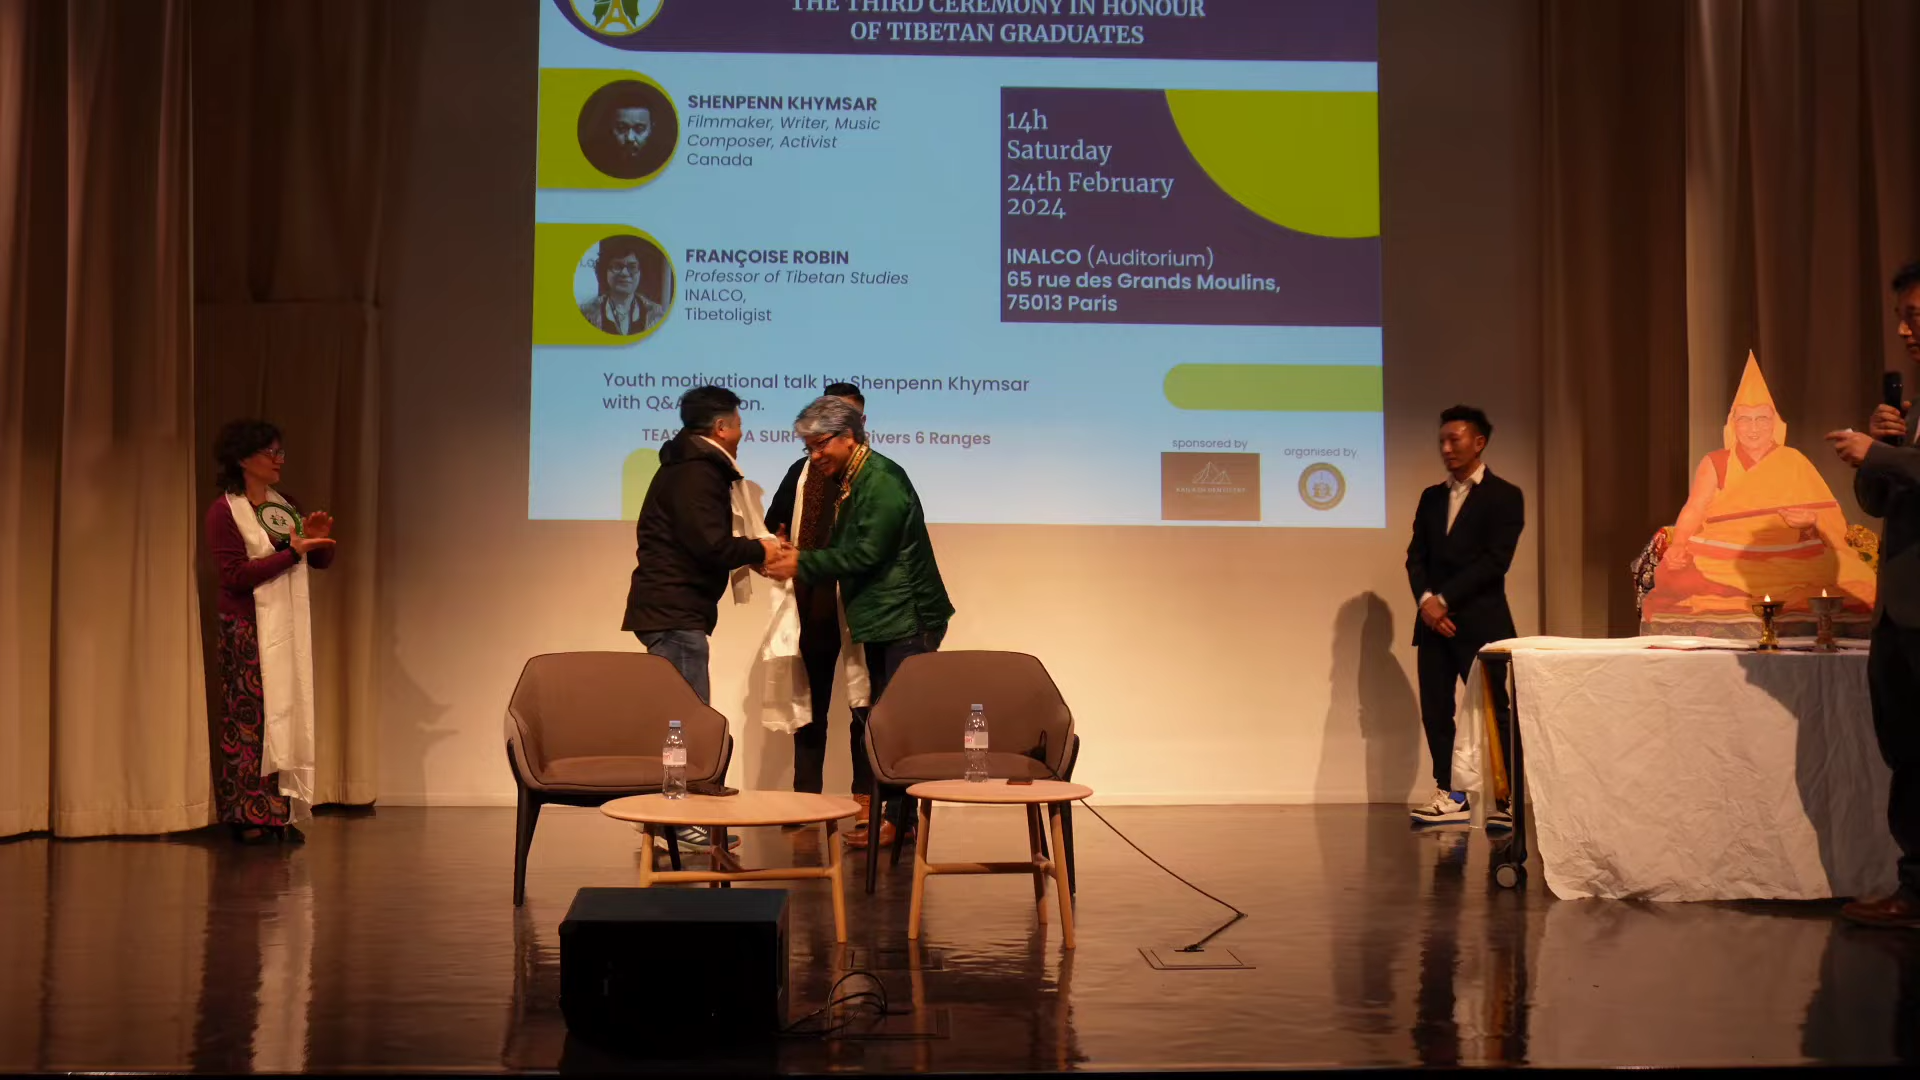 THE THIRD CEREMONY IN HONOUR
OF TIBETAN GRADUATES
SHENPENN KHYMSAR
Filmmaker, Writer, Music
Composer, Activist
Canada
FRANÇOISE ROBIN
Professor of Tibetan Studies
INALCO,
Tibetoligist
14h
Saturday
24th February
2024
INALCO (Auditorium)
65 rue des Grands Moulins,
75013 Paris
Youth motivational talk by Shenpenn Khymsar
with Q&A
A Rivers 6 Ranges
sponsored by
organised by